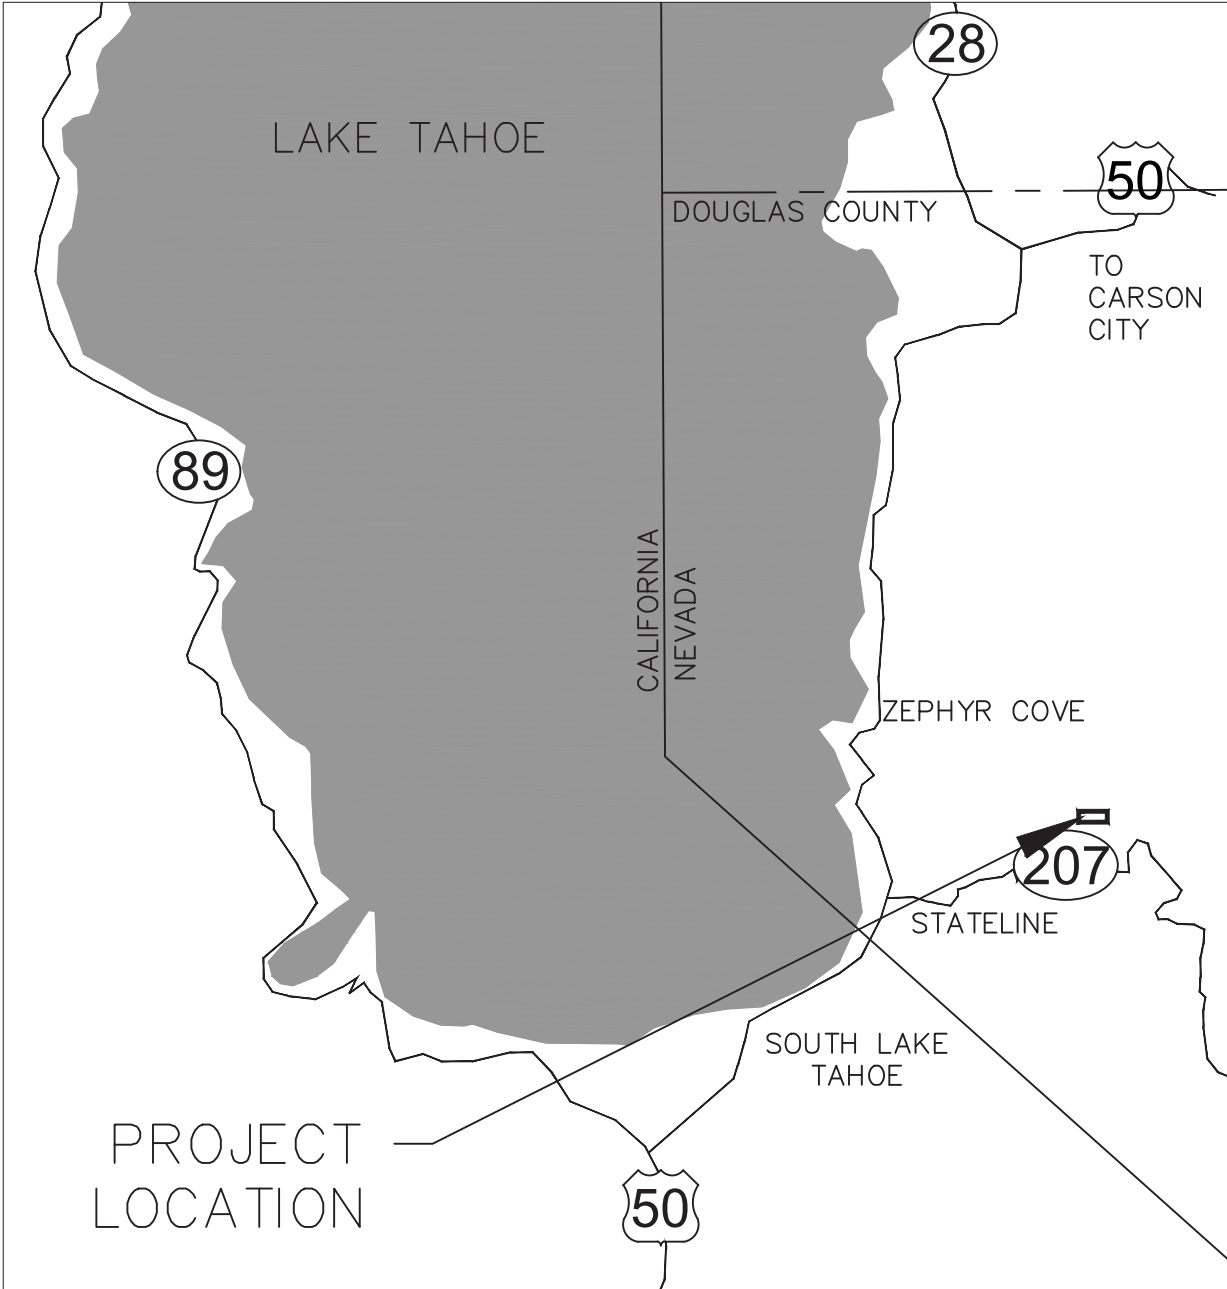 28
LAKE TAHOE
50
DOUGLAS COUNTY
TO
CARSON
CITY
89
CALIFORNIA
NEVADA
ZEPHYR COVE
207
STATELINE
SOUTH LAKE
TAHOE
PROJECT
LOCATION
50